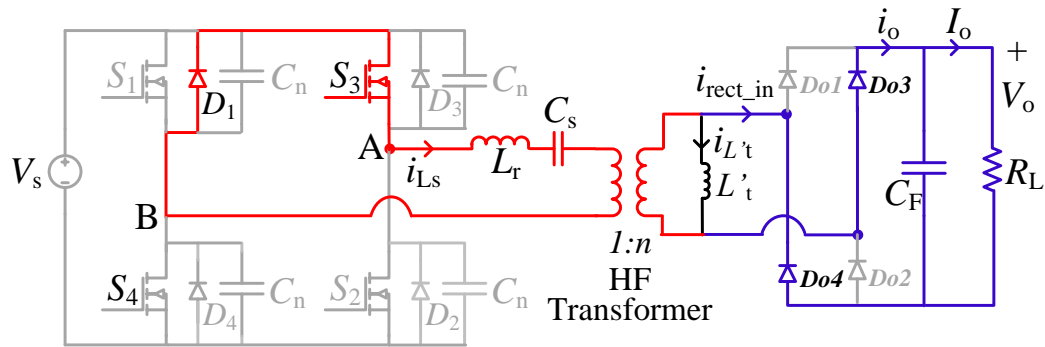 S1
D1
Cn
S3
D3
Cn
Vs
A
B
iLs
Lr
Cs
1:n
HF
Transformer
iL't
L't
irect_in
Do1
Do3
io
Io
+
Vo
CF
RL
Do4
Do2
S4
D4
Cn
S2
D2
Cn